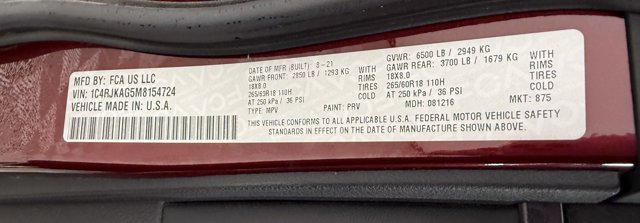 MFD BY: FCA US LLC
VIN: 1C4RJKAG5M8154724
VEHICLE MADE IN U.S.A.
DATE OF MFR (BUILT): 8-21
GAWR FRONT: 2850 LB / 1293 KG WITH
18X8.0 RIMS
265/60R18 110H TIRES
AT 250 kPa / 36 PSI COLD
TYPE: MPV PAINT: PRV
GVWR: 6500 LB / 2949 KG
GAWR REAR: 3700 LB / 1679 KG WITH
18X8.0 RIMS
265/60R18 110H TIRES
AT 250 kPa / 36 PSI COLD
MDH: 081216 MKT: 875
THIS VEHICLE CONFORMS TO ALL APPLICABLE U.S.A. FEDERAL MOTOR VEHICLE SAFETY
STANDARDS IN EFFECT ON THE DATE OF MANUFACTURE SHOWN ABOVE.